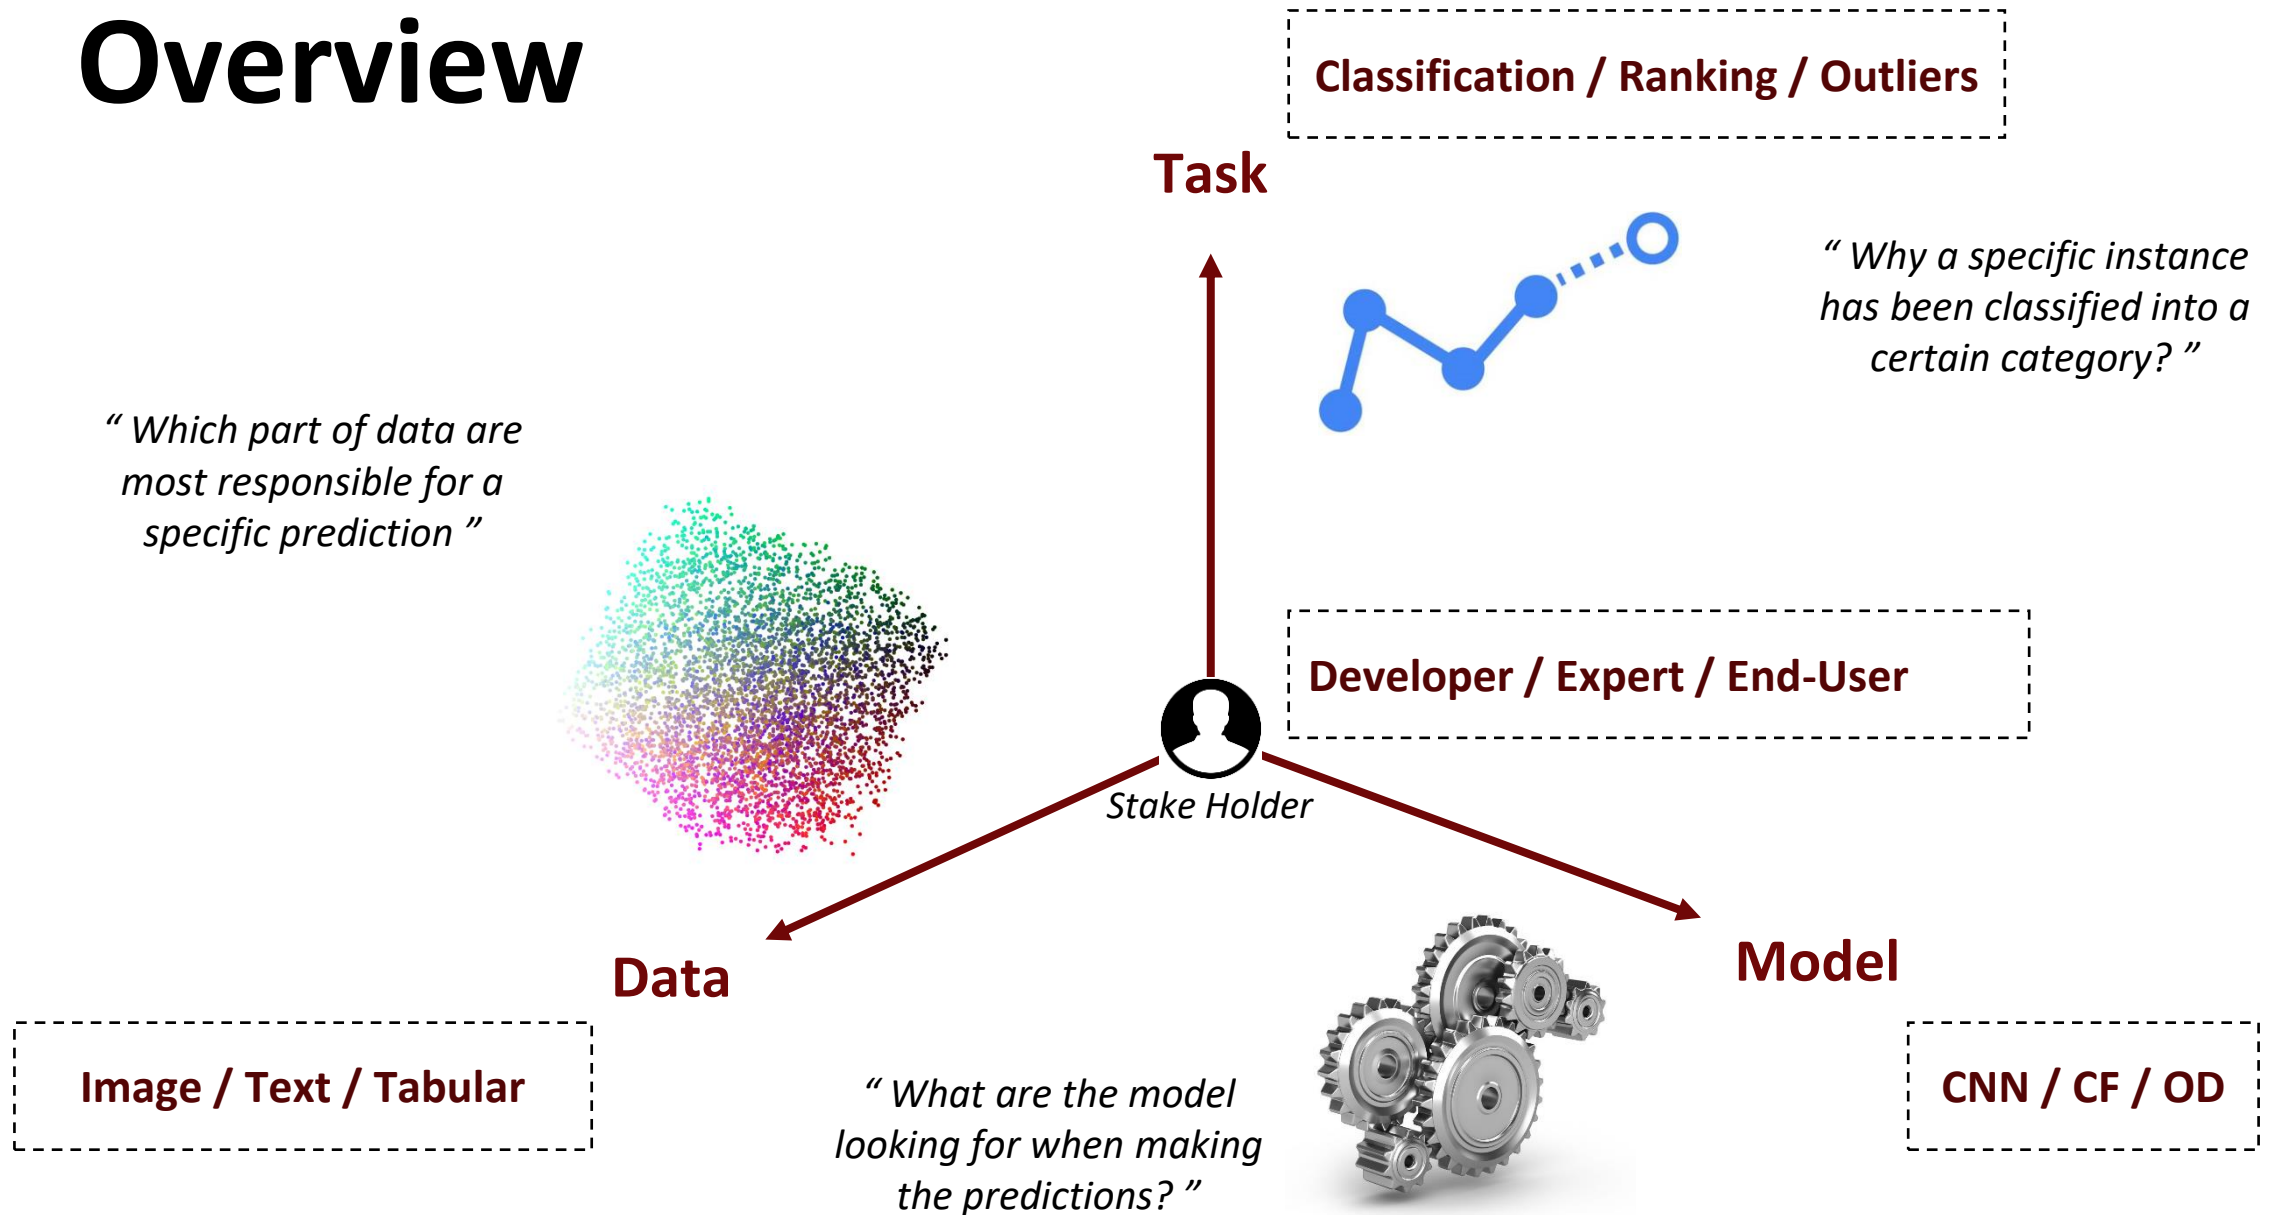 Overview
Classification / Ranking / Outliers
Task
“ Why a specific instance
has been classified into a
certain category? ”
“ Which part of data are
most responsible for a
specific prediction ”
Developer / Expert / End-User
Stake Holder
Data
Model
Image / Text / Tabular
“ What are the model
looking for when making
the predictions? ”
CNN / CF / OD